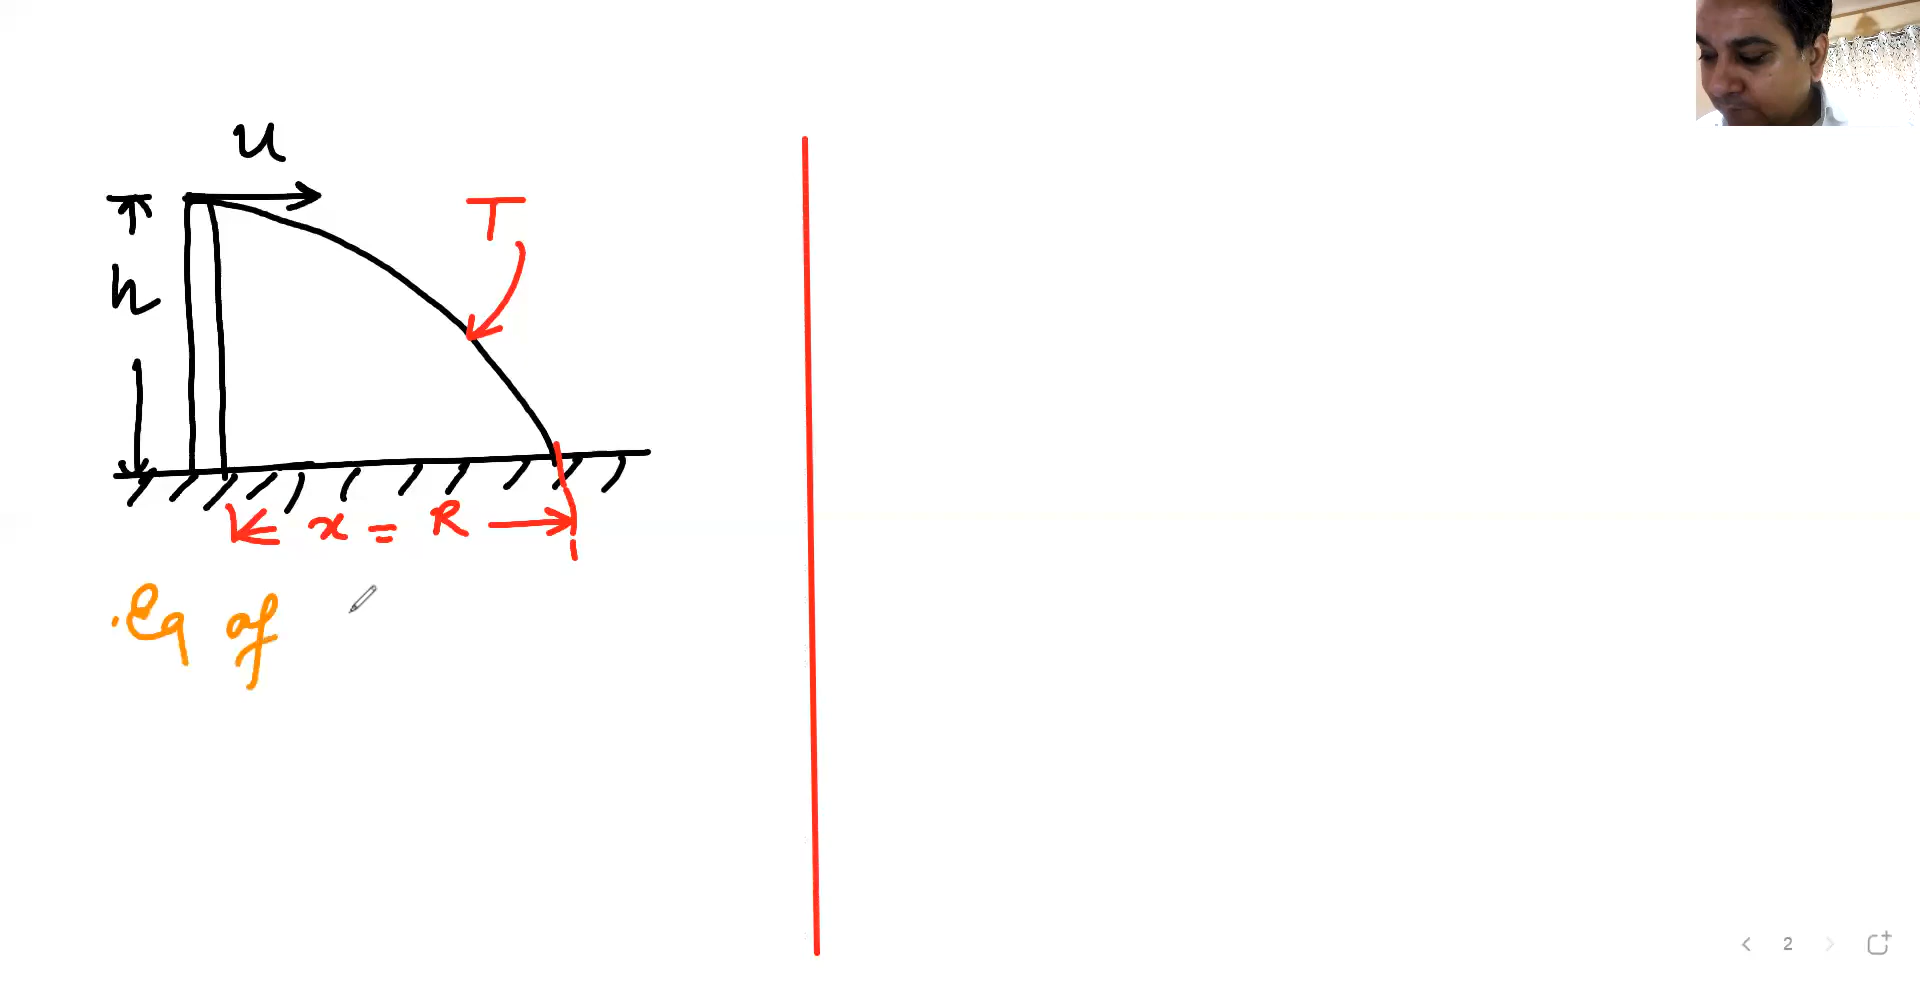 u
T
h
x = R
.Eq of
2